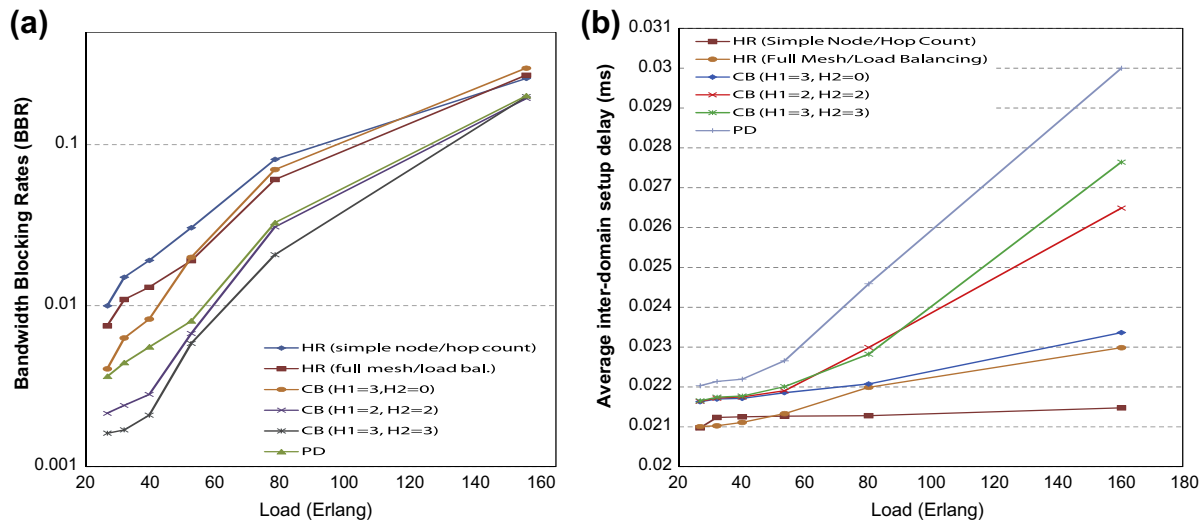 (a)
Bandwidth Blocking Rates (BBR)
0.1
0.01
0.001
20 40 60 80 100 120 140 160
Load (Erlang)
HR (simple node/hop count)
HR (full mesh/load bal.)
CB (H1=3,H2=0)
CB (H1=2, H2=2)
CB (H1=3, H2=3)
PD
(b)
Average inter-domain setup delay (ms)
0.031
0.03
0.029
0.028
0.027
0.026
0.025
0.024
0.023
0.022
0.021
0.02
20 40 60 80 100 120 140 160 180
Load (Erlang)
HR (Simple Node/Hop Count)
HR (Full Mesh/Load Balancing)
CB (H1=3, H2=0)
CB (H1=2, H2=2)
CB (H1=3, H2=3)
PD